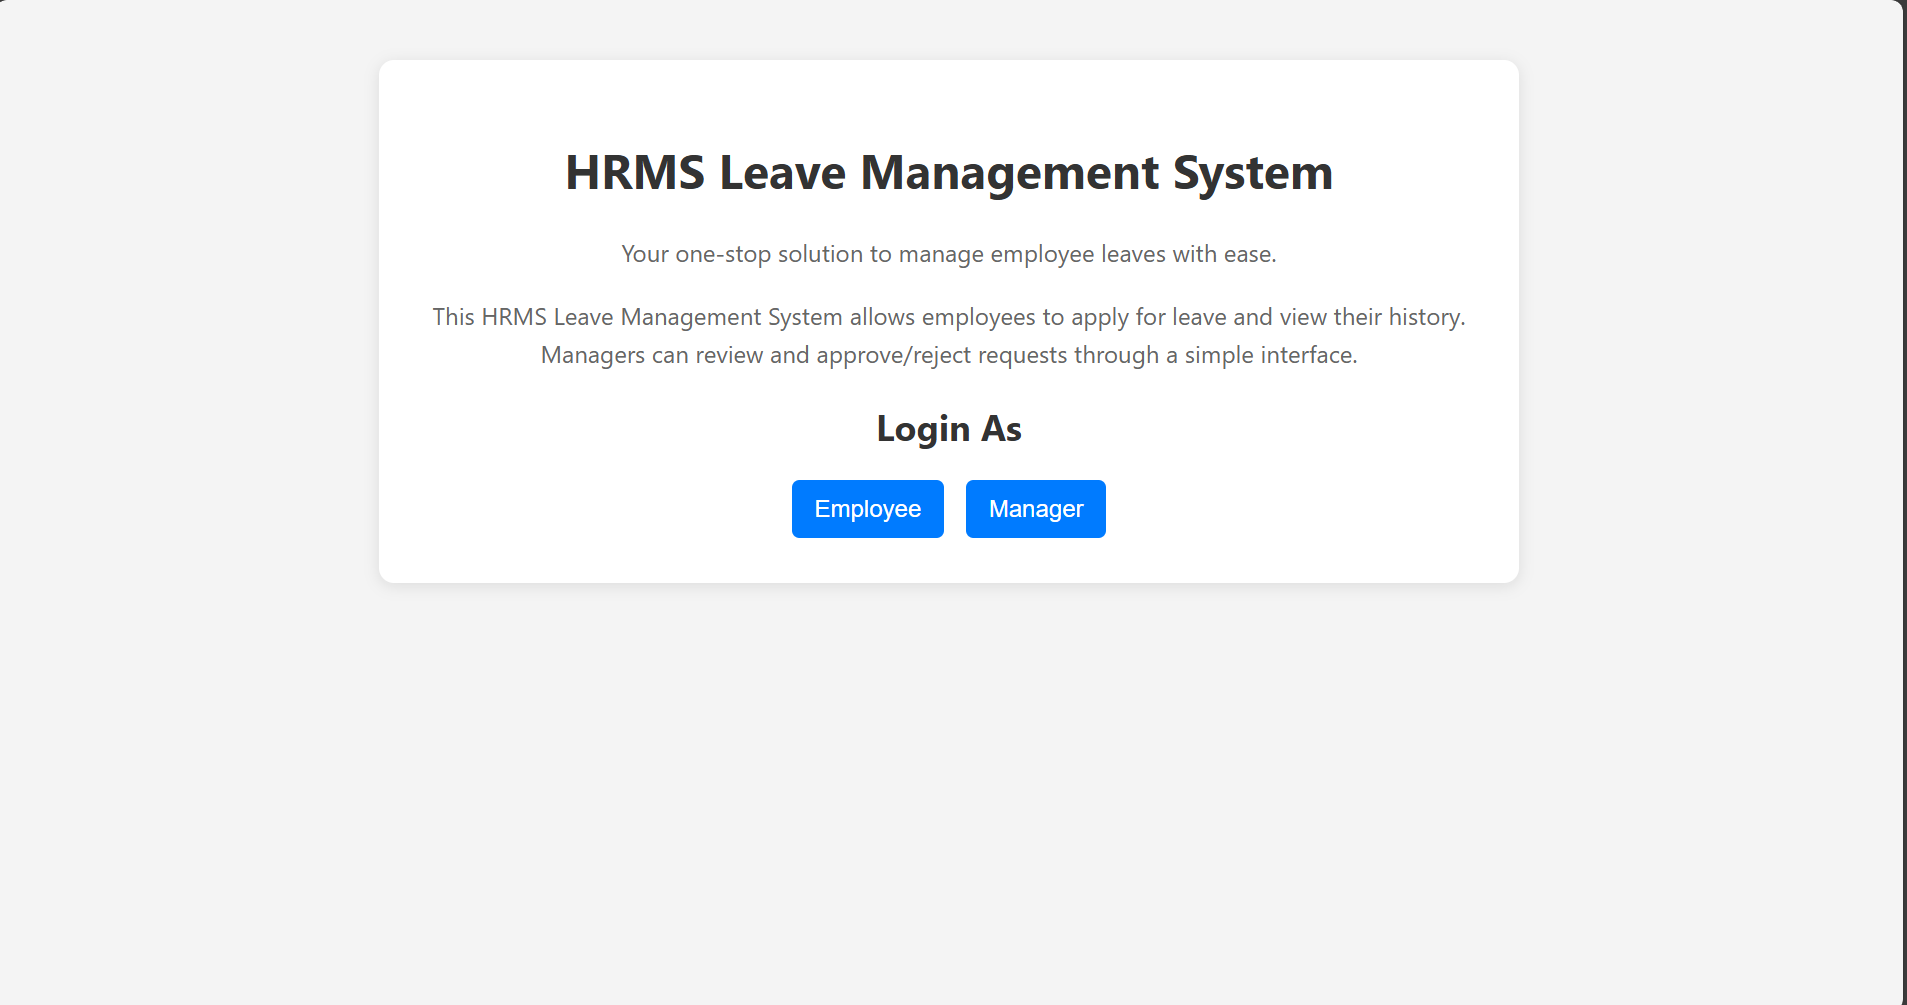 HRMS Leave Management System
Your one-stop solution to manage employee leaves with ease.
This HRMS Leave Management System allows employees to apply for leave and view their history.
Managers can review and approve/reject requests through a simple interface.
Login As
Employee
Manager